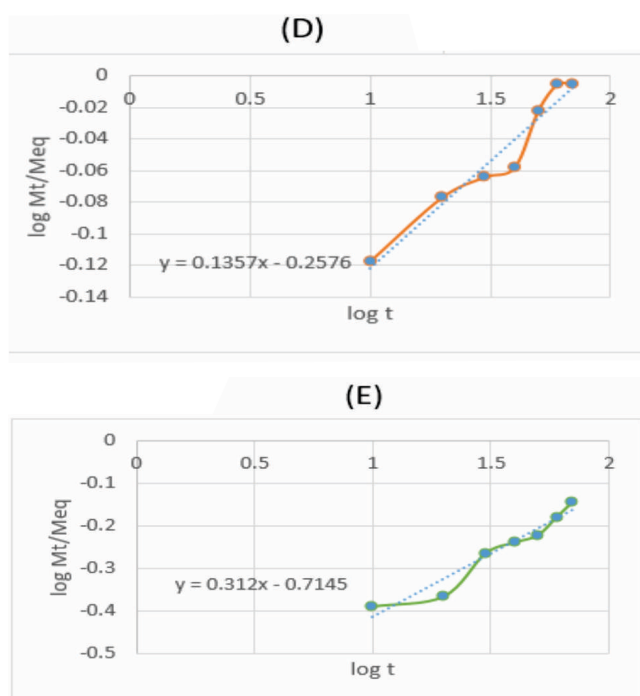 (D)
0
-0.02
-0.04
-0.06
-0.08
-0.1
-0.12
-0.14
0 0.5 1 1.5 2
log Mt/Meq
y = 0.1357x - 0.2576
log t
(E)
0
-0.1
-0.2
-0.3
-0.4
-0.5
0 0.5 1 1.5 2
log Mt/Meq
y = 0.312x - 0.7145
log t